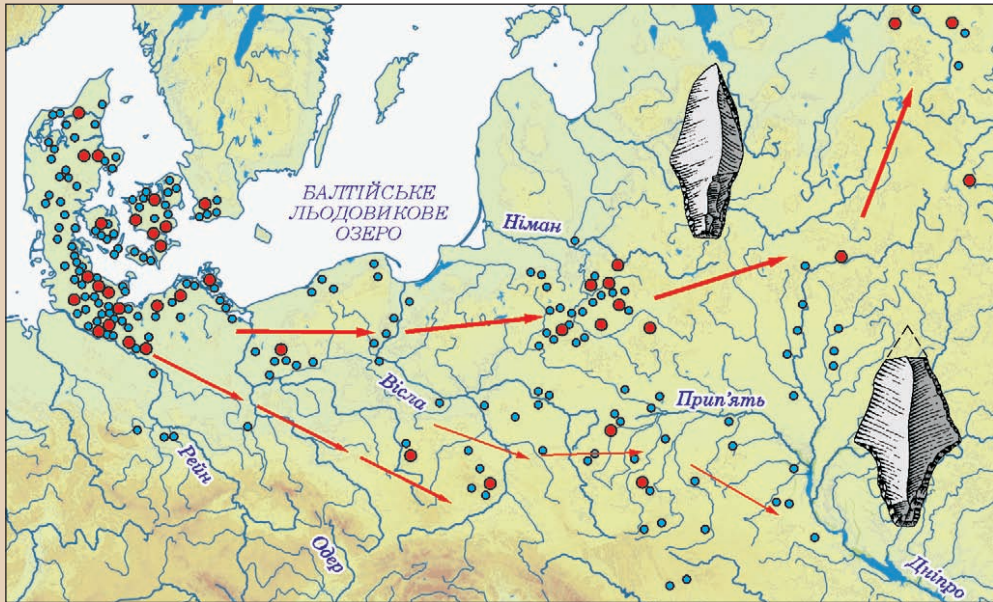 БАЛТІЙСЬКЕ
ЛЬОДОВИКОВЕ
ОЗЕРО
Німан
Вісла
Прип'ять
Рейн
Одер
Дніпро